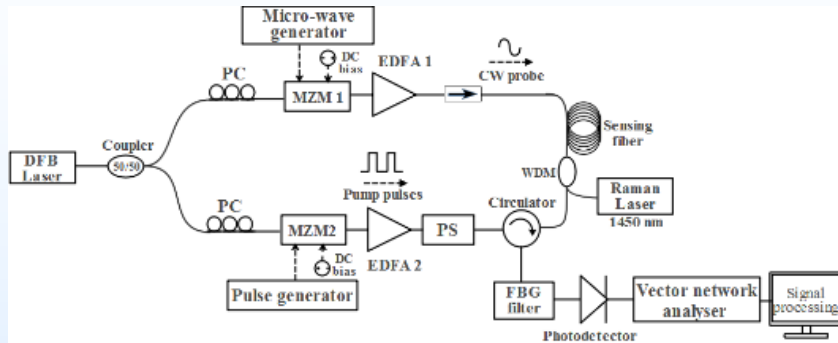 Micro-wave
generator
DC
bias
EDFA 1
CW probe
PC
MZM 1
Coupler
50/50
DFB
Laser
Sensing
fiber
WDM
Raman
Laser
1450 nm
Pump pulses
Circulator
PC
MZM2
PS
EDFA 2
DC
bias
Pulse generator
FBG
filter
Photodetector
Vector network
analyser
Signal
processing